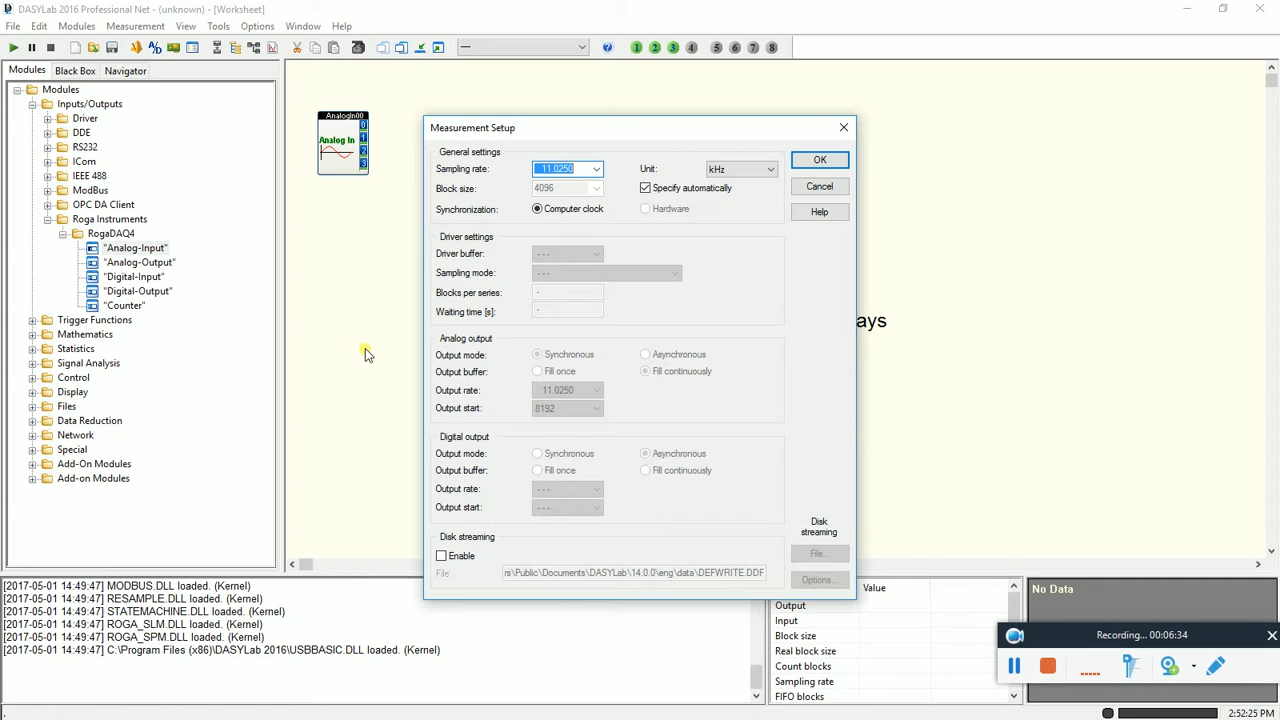 DASYLab 2016 Professional Net - (unknown) - [Worksheet]
File Edit Modules Measurement View Tools Options Window Help
1 2 3 4 5 6 7 8
Modules Black Box Navigator
Modules
Inputs/Outputs
Driver
DDE
RS232
ICom
IEEE 488
ModBus
OPC DA Client
Roga Instruments
RogaDAQ4
"Analog-Input"
"Analog-Output"
"Digital-Input"
"Digital-Output"
"Counter"
Trigger Functions
Mathematics
Statistics
Signal Analysis
Control
Display
Files
Data Reduction
Network
Special
Add-On Modules
Add-on Modules
AnalogIn00
Analog In
0
1
2
3
ays
Measurement Setup
General settings
Sampling rate: 11.0250 Unit: kHz
Block size: 4096 Specify automatically
Synchronization: Computer clock Hardware
Driver settings
Driver buffer: ---
Sampling mode: ---
Blocks per series: -
Waiting time [s]: -
Analog output
Output mode: Synchronous Asynchronous
Output buffer: Fill once Fill continuously
Output rate: 11.0250
Output start: 8192
Digital output
Output mode: Synchronous Asynchronous
Output buffer: Fill once Fill continuously
Output rate: ---
Output start: ---
Disk streaming
Enable
File: rs\Public\Documents\DASYLab\14.0.0\eng\data\DEFWRITE.DDF
OK
Cancel
Help
Disk streaming
File...
Options...
[2017-05-01 14:49:47] MODBUS.DLL loaded. (Kernel)
[2017-05-01 14:49:47] RESAMPLE.DLL loaded. (Kernel)
[2017-05-01 14:49:47] STATEMACHINE.DLL loaded. (Kernel)
[2017-05-01 14:49:47] ROGA_SLM.DLL loaded. (Kernel)
[2017-05-01 14:49:47] ROGA_SPM.DLL loaded. (Kernel)
[2017-05-01 14:49:47] C:\Program Files (x86)\DASYLab 2016\USBBASIC.DLL loaded. (Kernel)
Value
Output
Input
Block size
Real block size
Count blocks
Sampling rate
FIFO blocks
No Data
Recording... 00:06:34
2:52:25 PM